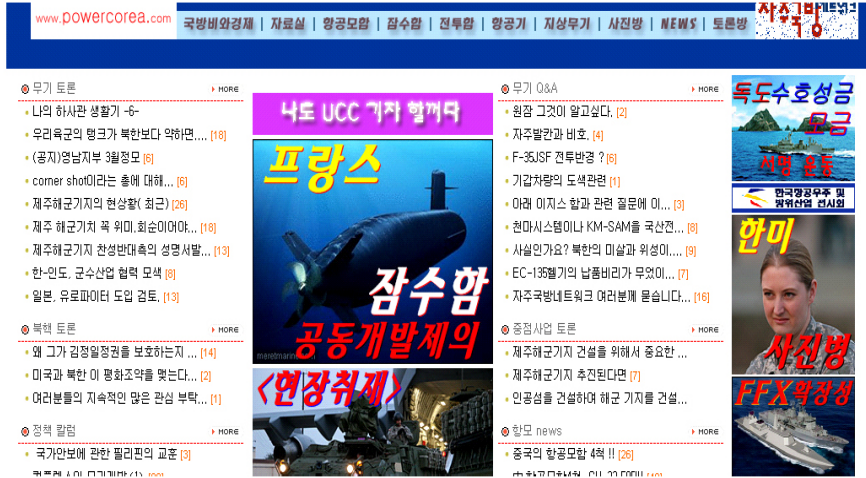 www.powercorea.com
국방비와경제 | 자료실 | 항공모함 | 잠수함 | 전투함 | 항공기 | 지상무기 | 사진방 | NEWS | 토론방
자주국방네트워크
무기 토론 MORE
나의 하사관 생활기 -6-
우리육군의 탱크가 북한보다 약하면.... [18]
(공지)영남지부 3월정모 [6]
corner shot이라는 총에 대해... [6]
제주해군기지의 현상황( 최근) [26]
제주 해군기치 꼭 위미.회순이어야... [18]
제주해군기지 찬성반대측의 성명서발... [13]
한-인도, 군수산업 협력 모색 [8]
일본, 유로파이터 도입 검토. [13]
북핵 토론 MORE
왜 그가 김정일정권을 보호하는지 ... [14]
미국과 북한 이 평화조약을 맺는다... [2]
여러분들의 지속적인 많은 관심 부탁... [1]
정책 칼럼 MORE
국가안보에 관한 필리핀의 교훈 [3]
나도 UCC 기자 할꺼다
프랑스
잠수함
공동개발제의
<현장취재>
무기 Q&A MORE
원잠 그것이 알고싶다. [2]
자주발칸과 비호. [4]
F-35JSF 전투반경 ? [6]
기갑차량의 도색관련 [1]
아래 이지스 함과 관련 질문에 이... [3]
천마시스템이나 KM-SAM을 국산전... [8]
사실인가요? 북한의 미살과 위성이.... [9]
EC-135헬기의 납품비리가 무엇이... [7]
자주국방네트워크 여러분께 묻습니다... [16]
중점사업 토론 MORE
제주해군기지 건설을 위해서 중요한 ...
제주해군기지 추진된다면 [7]
인공섬을 건설하며 해군 기지를 건설...
항모 news MORE
중국의 항공모함 4척 !! [26]
독도수호성금
모금
서명 운동
한국항공우주 및
방위산업 전시회
한미
사진병
FFX확장성